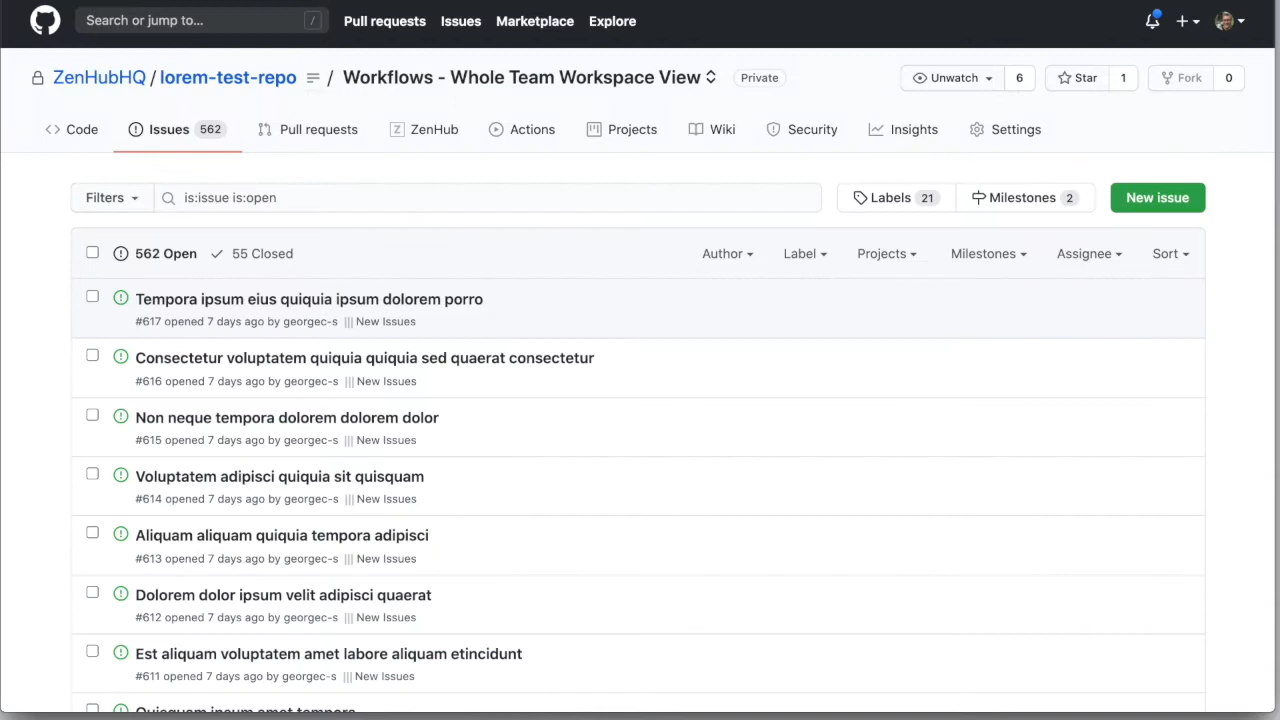 Search or jump to... /
Pull requests Issues Marketplace Explore
ZenHubHQ / lorem-test-repo / Workflows - Whole Team Workspace View Private
Unwatch 6 Star 1 Fork 0
Code Issues 562 Pull requests ZenHub Actions Projects Wiki Security Insights Settings
Filters is:issue is:open Labels 21 Milestones 2 New issue
562 Open 55 Closed Author Label Projects Milestones Assignee Sort
Tempora ipsum eius quiquia ipsum dolorem porro
#617 opened 7 days ago by georgec-s New Issues
Consectetur voluptatem quiquia quiquia sed quaerat consectetur
#616 opened 7 days ago by georgec-s New Issues
Non neque tempora dolorem dolorem dolor
#615 opened 7 days ago by georgec-s New Issues
Voluptatem adipisci quiquia sit quisquam
#614 opened 7 days ago by georgec-s New Issues
Aliquam aliquam quiquia tempora adipisci
#613 opened 7 days ago by georgec-s New Issues
Dolorem dolor ipsum velit adipisci quaerat
#612 opened 7 days ago by georgec-s New Issues
Est aliquam voluptatem amet labore aliquam etincidunt
#611 opened 7 days ago by georgec-s New Issues
Quisquam ipsum amet tempora